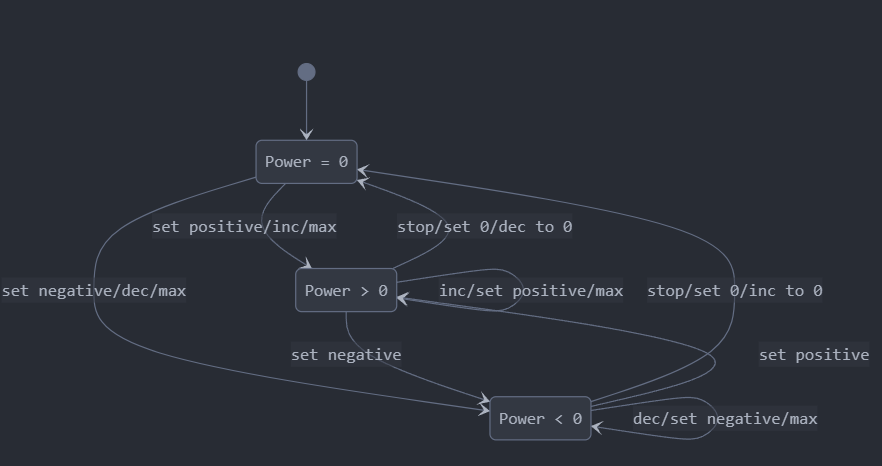 Power = 0
set positive/inc/max
stop/set 0/dec to 0
set negative/dec/max
Power > 0
inc/set positive/max
stop/set 0/inc to 0
set negative
set positive
Power < 0
dec/set negative/max